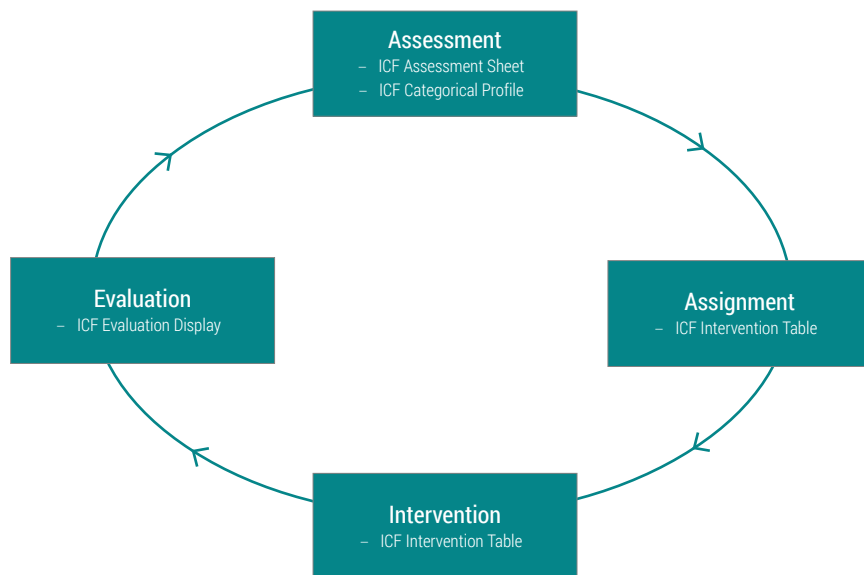 Assessment
– ICF Assessment Sheet
– ICF Categorical Profile
Assignment
– ICF Intervention Table
Intervention
– ICF Intervention Table
Evaluation
– ICF Evaluation Display